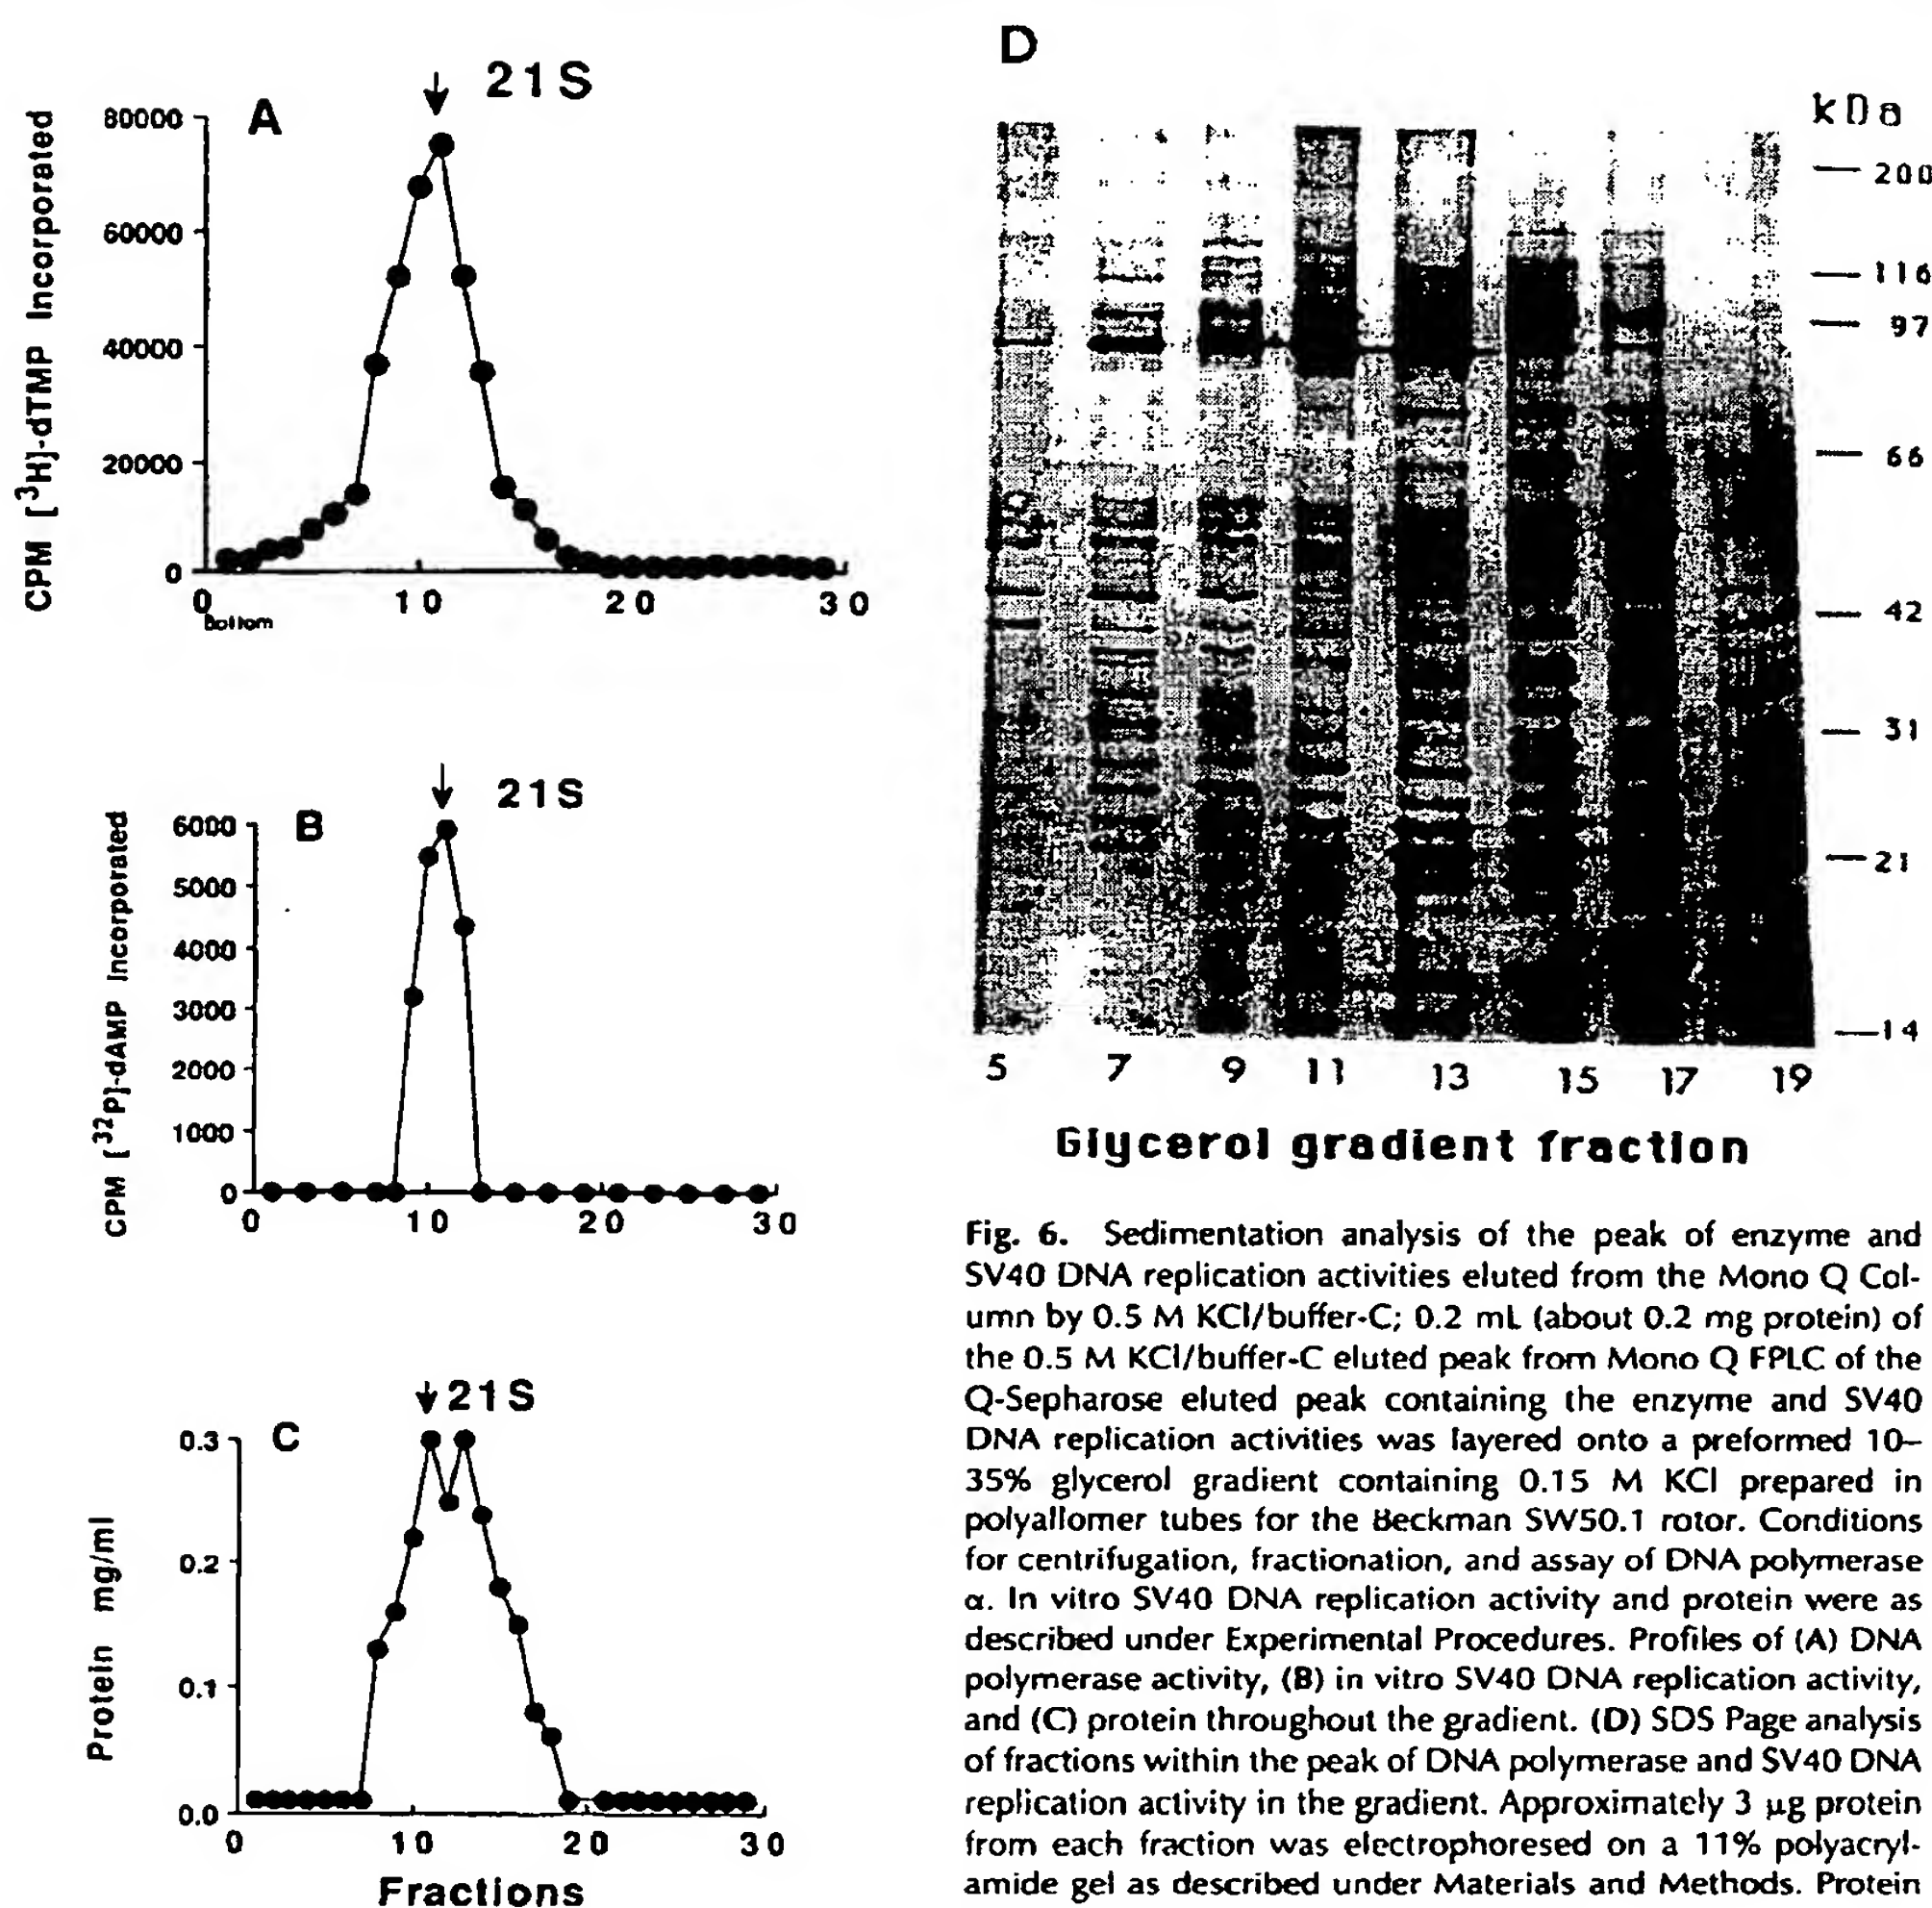 A
21S
CPM [³H]-dTMP Incorporated
80000
60000
40000
20000
0
0 10 20 30
Bottom
B
21S
CPM [³²P]-dAMP Incorporated
6000
5000
4000
3000
2000
1000
0
0 10 20 30
C
21S
Protein mg/ml
0.3
0.2
0.1
0.0
0 10 20 30
Fractions
D
kDa
200
116
97
66
42
31
21
14
5 7 9 11 13 15 17 19
Glycerol gradient fraction
Fig. 6. Sedimentation analysis of the peak of enzyme and
SV40 DNA replication activities eluted from the Mono Q Col-
umn by 0.5 M KCl/buffer-C; 0.2 mL (about 0.2 mg protein) of
the 0.5 M KCl/buffer-C eluted peak from Mono Q FPLC of the
Q-Sepharose eluted peak containing the enzyme and SV40
DNA replication activities was layered onto a preformed 10–
35% glycerol gradient containing 0.15 M KCl prepared in
polyallomer tubes for the Beckman SW50.1 rotor. Conditions
for centrifugation, fractionation, and assay of DNA polymerase
α. In vitro SV40 DNA replication activity and protein were as
described under Experimental Procedures. Profiles of (A) DNA
polymerase activity, (B) in vitro SV40 DNA replication activity,
and (C) protein throughout the gradient. (D) SDS Page analysis
of fractions within the peak of DNA polymerase and SV40 DNA
replication activity in the gradient. Approximately 3 μg protein
from each fraction was electrophoresed on a 11% polyacryl-
amide gel as described under Materials and Methods. Protein